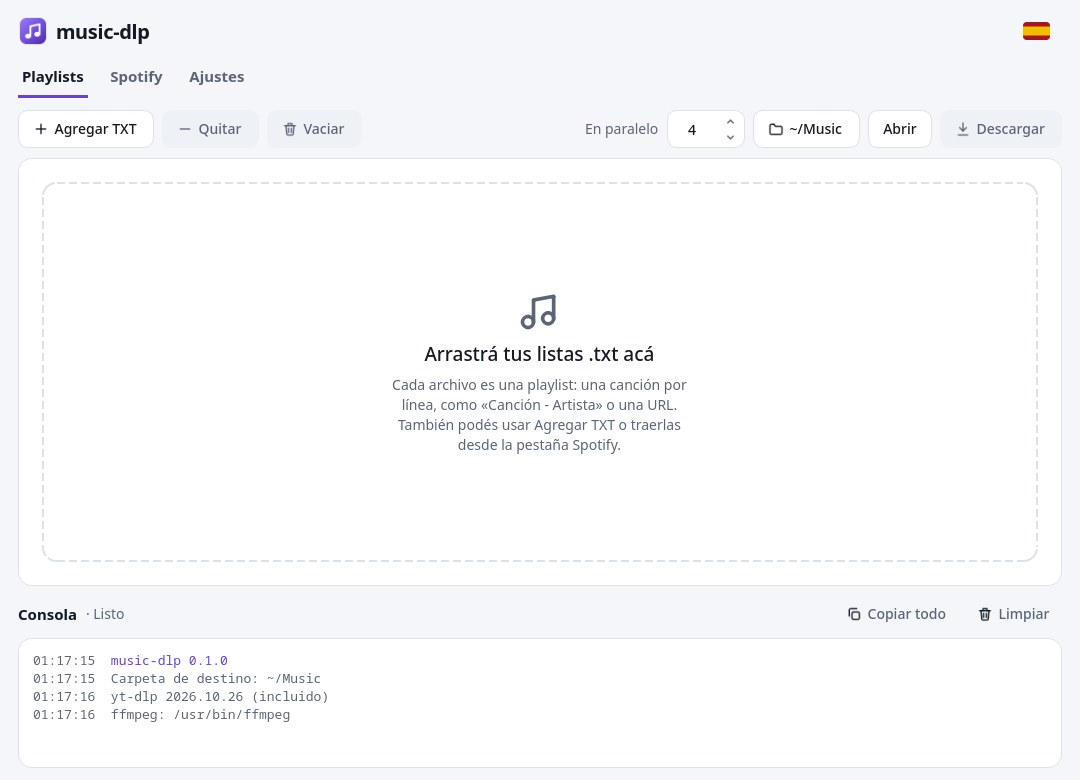 music-dlp
Playlists Spotify Ajustes
Agregar TXT Quitar Vaciar En paralelo 4 ~/Music Abrir Descargar
Arrastrá tus listas .txt acá
Cada archivo es una playlist: una canción por
línea, como «Canción - Artista» o una URL.
También podés usar Agregar TXT o traerlas
desde la pestaña Spotify.
Consola · Listo Copiar todo Limpiar
01:17:15 music-dlp 0.1.0
01:17:15 Carpeta de destino: ~/Music
01:17:16 yt-dlp 2026.10.26 (incluido)
01:17:16 ffmpeg: /usr/bin/ffmpeg